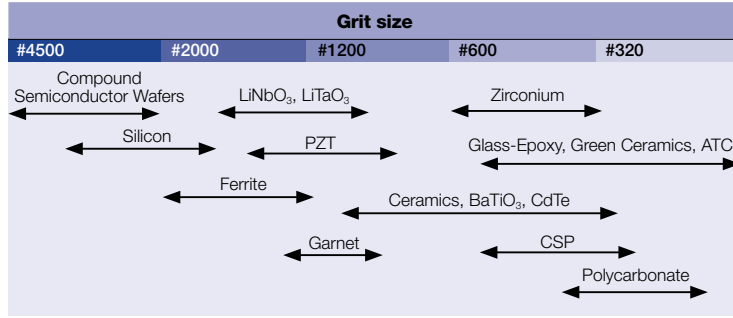 Grit size
#4500 #2000 #1200 #600 #320
Compound
Semiconductor Wafers
LiNbO₃, LiTaO₃
Zirconium
Silicon
PZT
Glass-Epoxy, Green Ceramics, ATC
Ferrite
Ceramics, BaTiO₃, CdTe
Garnet
CSP
Polycarbonate